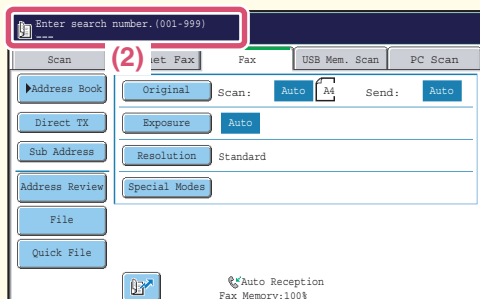 Enter search number.(001-999)
---
Scan
(2)
et Fax
Fax
USB Mem. Scan
PC Scan
Address Book
Original
Scan:
Auto
A4
Send:
Auto
Direct TX
Exposure
Auto
Sub Address
Resolution
Standard
Address Review
Special Modes
File
Quick File
Auto Reception
Fax Memory:100%